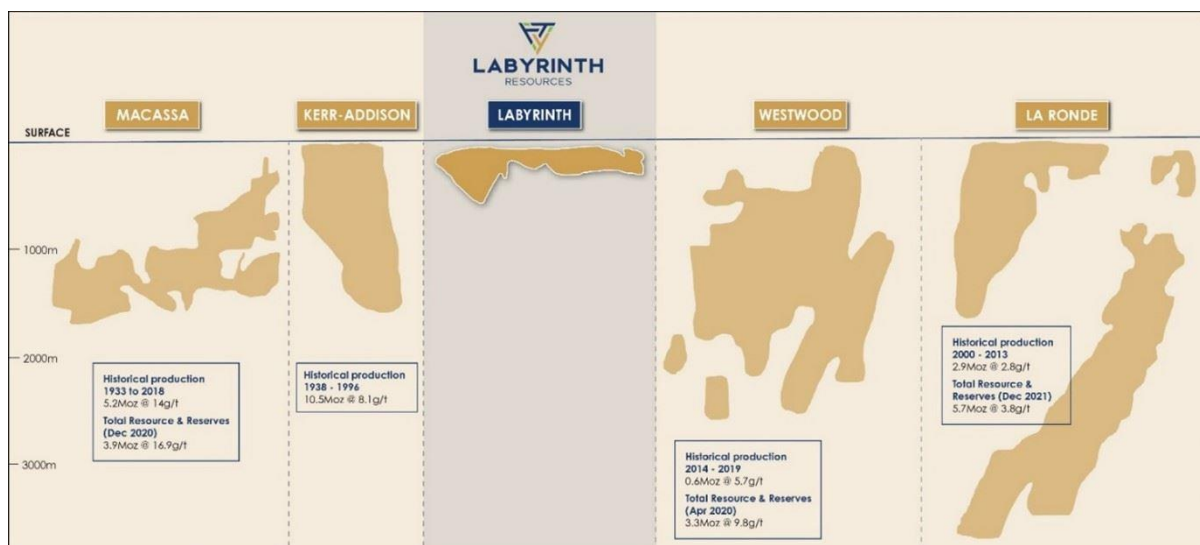 LABYRINTH
RESOURCES
MACASSA
KERR-ADDISON
LABYRINTH
WESTWOOD
LA RONDE
SURFACE
1000m
2000m
3000m
Historical production
1933 to 2018
5.2Moz @ 14g/t
Total Resource & Reserves
(Dec 2020)
3.9Moz @ 16.9g/t
Historical production
1938 - 1996
10.5Moz @ 8.1g/t
Historical production
2014 - 2019
0.6Moz @ 5.7g/t
Total Resource & Reserves
(Apr 2020)
3.3Moz @ 9.8g/t
Historical production
2000 - 2013
2.9Moz @ 2.8g/t
Total Resource &
Reserves (Dec 2021)
5.7Moz @ 3.8g/t